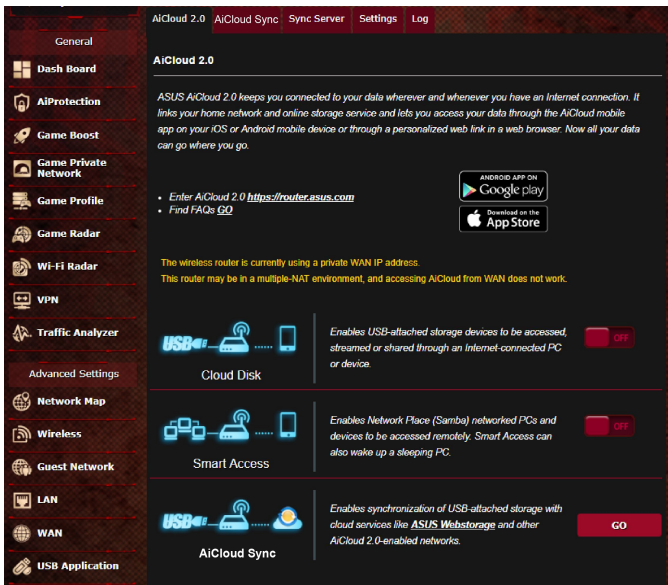 General
Dash Board
AiProtection
Game Boost
Game Private
Network
Game Profile
Game Radar
Wi-Fi Radar
VPN
Traffic Analyzer
Advanced Settings
Network Map
Wireless
Guest Network
LAN
WAN
USB Application
AiCloud 2.0 AiCloud Sync Sync Server Settings Log
AiCloud 2.0
ASUS AiCloud 2.0 keeps you connected to your data wherever and whenever you have an Internet connection. It
links your home network and online storage service and lets you access your data through the AiCloud mobile
app on your iOS or Android mobile device or through a personalized web link in a web browser. Now all your data
can go where you go.
• Enter AiCloud 2.0 https://router.asus.com
• Find FAQs GO
ANDROID APP ON
Google play
Download on the
App Store
The wireless router is currently using a private WAN IP address.
This router may be in a multiple-NAT environment, and accessing AiCloud from WAN does not work.
USB
Cloud Disk
Enables USB-attached storage devices to be accessed,
streamed or shared through an Internet-connected PC
or device.
OFF
Smart Access
Enables Network Place (Samba) networked PCs and
devices to be accessed remotely. Smart Access can
also wake up a sleeping PC.
OFF
USB
AiCloud Sync
Enables synchronization of USB-attached storage with
cloud services like ASUS Webstorage and other
AiCloud 2.0-enabled networks.
GO